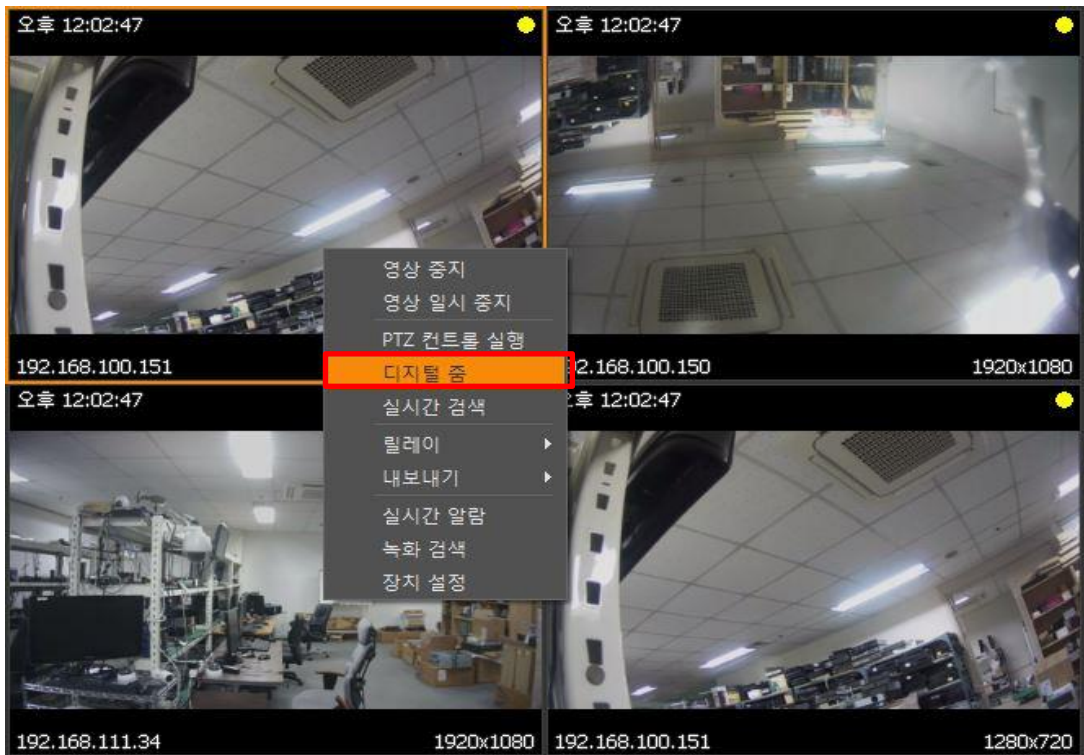 오후 12:02:47
오후 12:02:47
영상 중지
영상 일시 중지
PTZ 컨트롤 실행
192.168.100.151
디지털 줌
92.168.100.150
1920x1080
오후 12:02:47
실시간 검색
12:02:47
릴레이
내보내기
실시간 알람
녹화 검색
장치 설정
192.168.111.34
1920x1080
192.168.100.151
1280x720